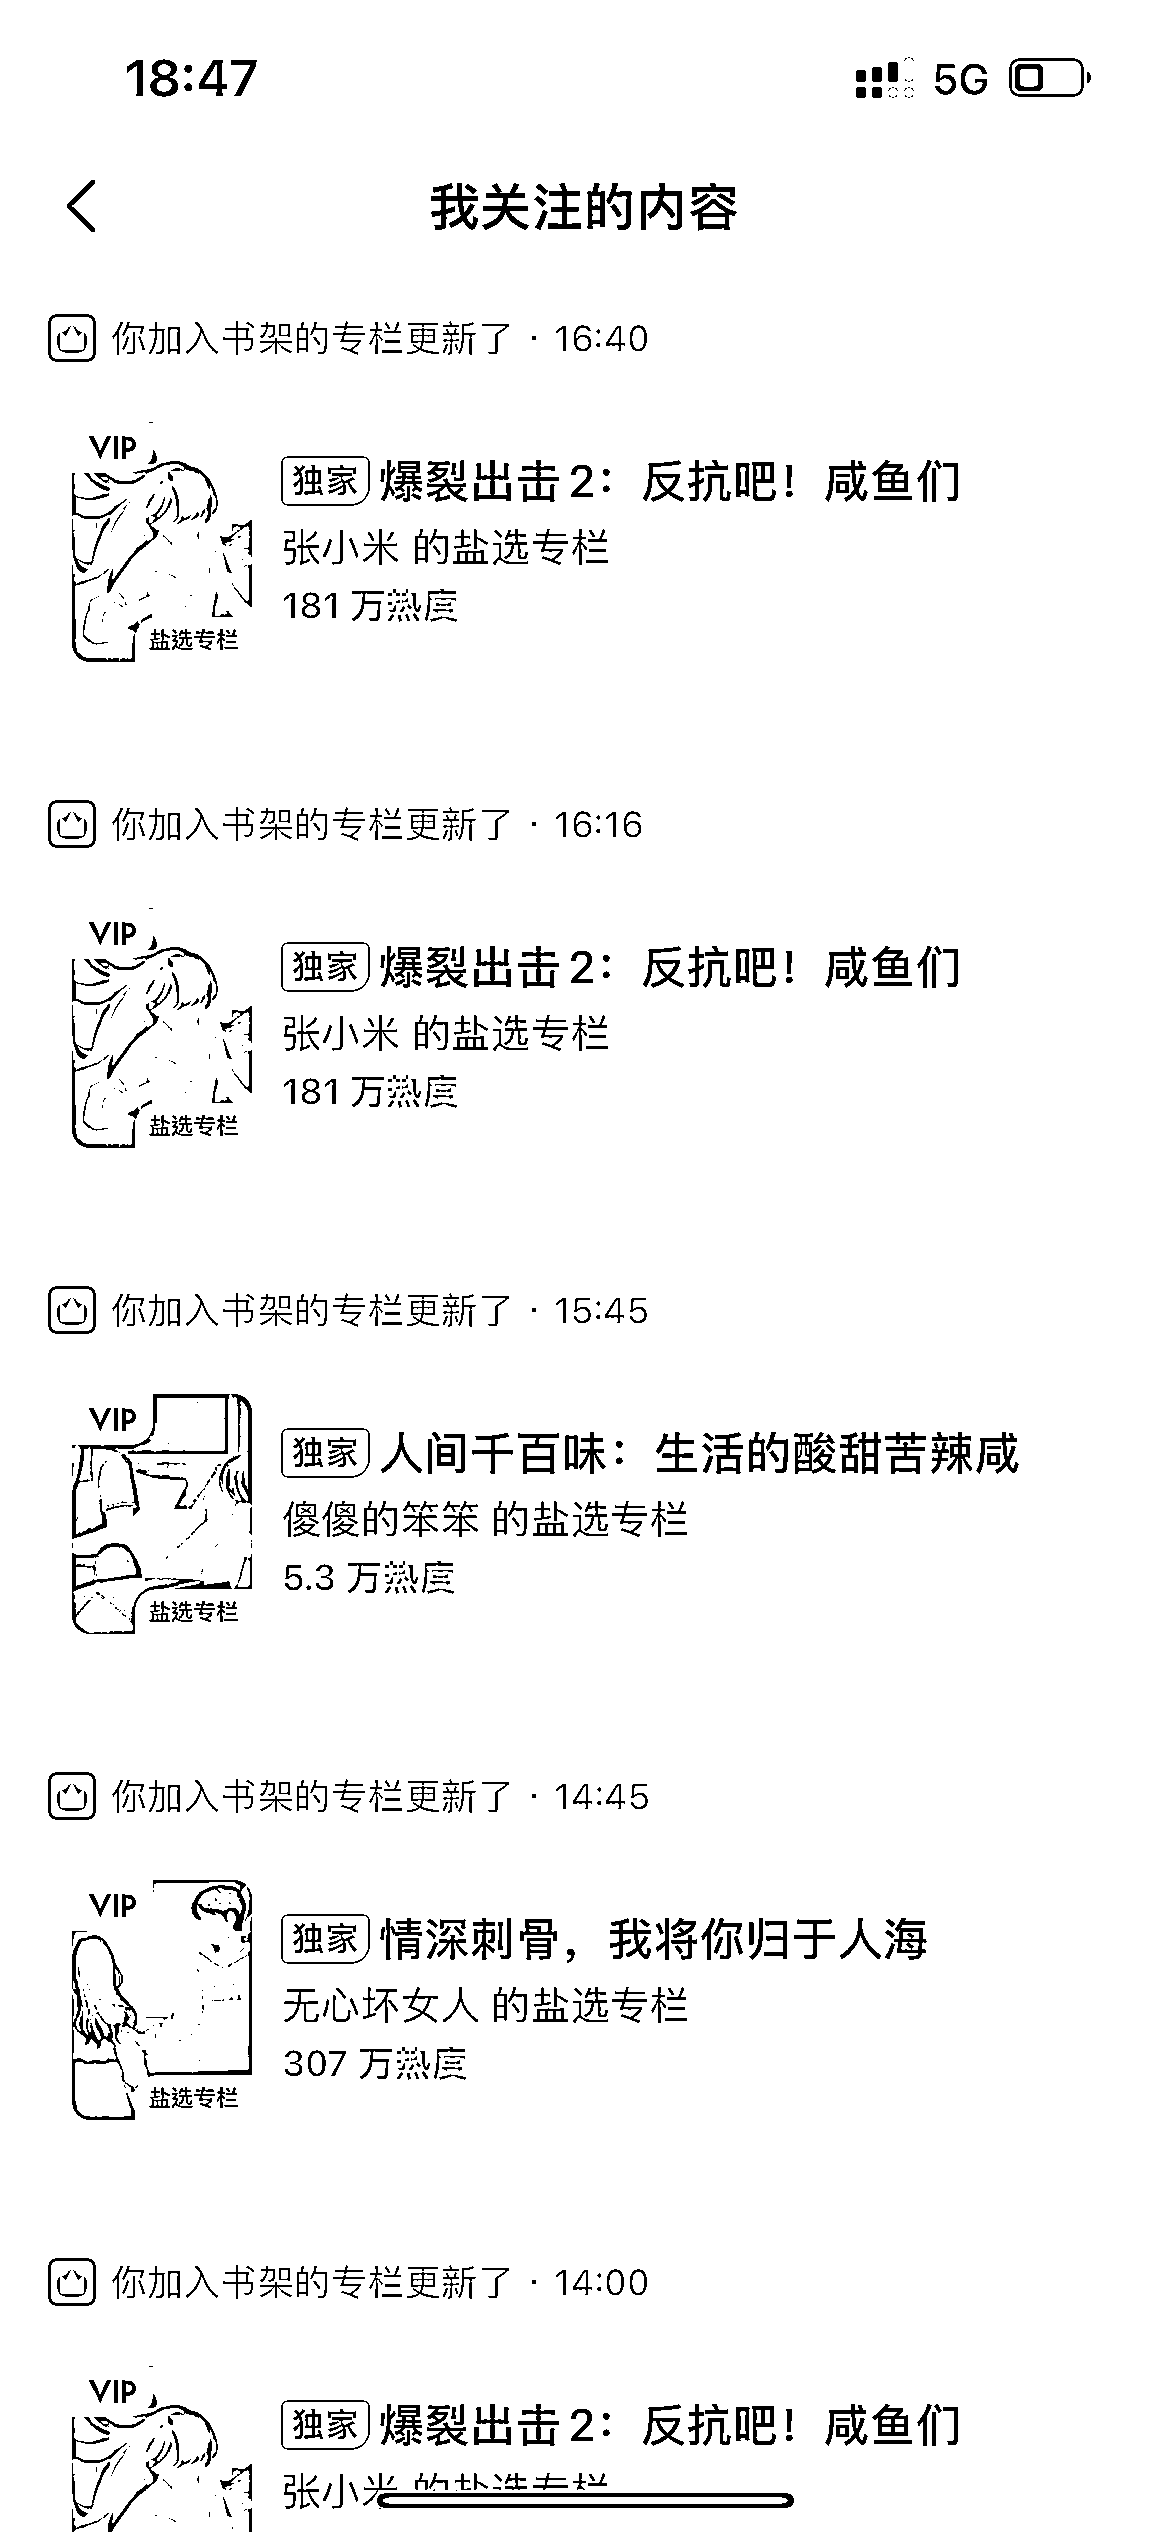 18:47
5G
我关注的内容
你加入书架的专栏更新了 · 16:40
VIP
独家 爆裂出击2：反抗吧！咸鱼们
张小米 的盐选专栏
181 万热度
盐选专栏
你加入书架的专栏更新了 · 16:16
VIP
独家 爆裂出击2：反抗吧！咸鱼们
张小米 的盐选专栏
181 万热度
盐选专栏
你加入书架的专栏更新了 · 15:45
VIP
独家 人间千百味：生活的酸甜苦辣咸
傻傻的笨笨 的盐选专栏
5.3 万热度
盐选专栏
你加入书架的专栏更新了 · 14:45
VIP
独家 情深刺骨，我将你归于人海
无心坏女人 的盐选专栏
307 万热度
盐选专栏
你加入书架的专栏更新了 · 14:00
VIP
独家 爆裂出击2：反抗吧！咸鱼们
张小米 的盐选专栏